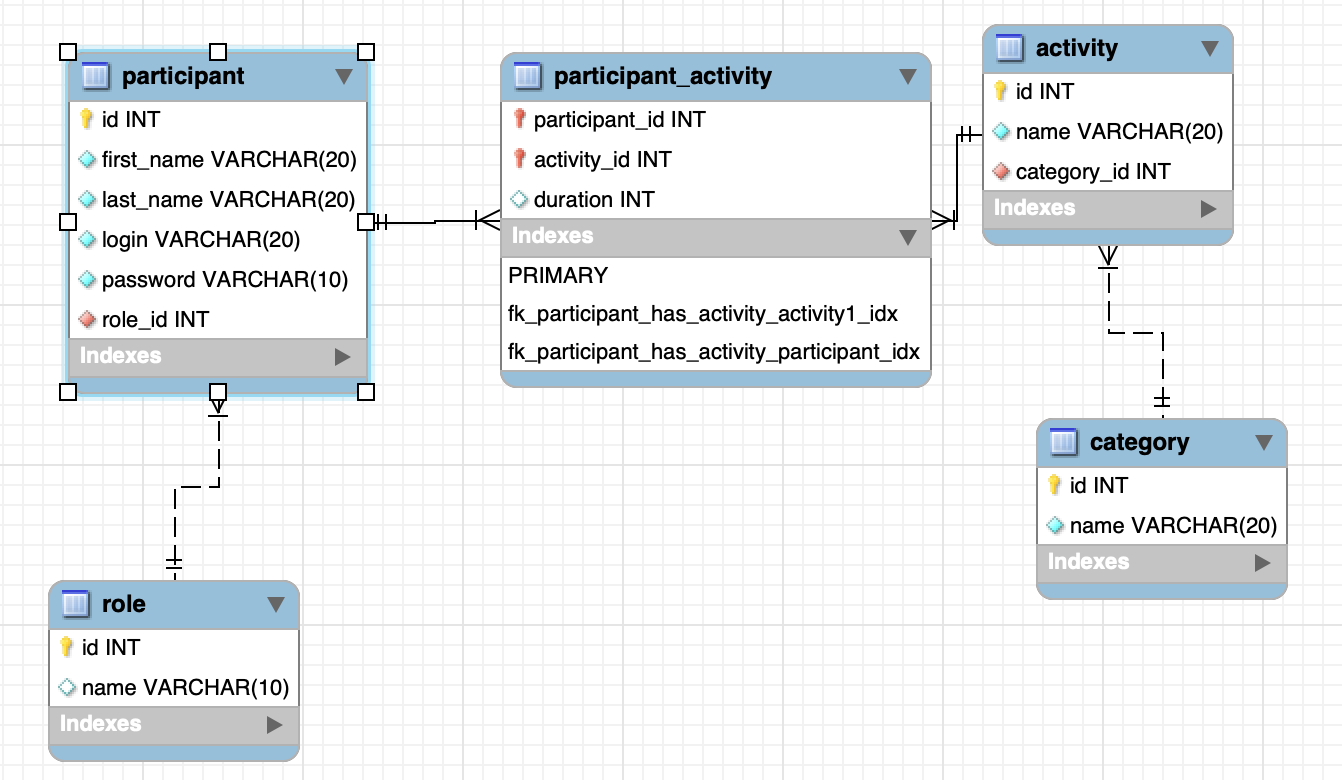 participant
id INT
first_name VARCHAR(20)
last_name VARCHAR(20)
login VARCHAR(20)
password VARCHAR(10)
role_id INT
Indexes
participant_activity
participant_id INT
activity_id INT
duration INT
Indexes
PRIMARY
fk_participant_has_activity_activity1_idx
fk_participant_has_activity_participant_idx
activity
id INT
name VARCHAR(20)
category_id INT
Indexes
category
id INT
name VARCHAR(20)
Indexes
role
id INT
name VARCHAR(10)
Indexes